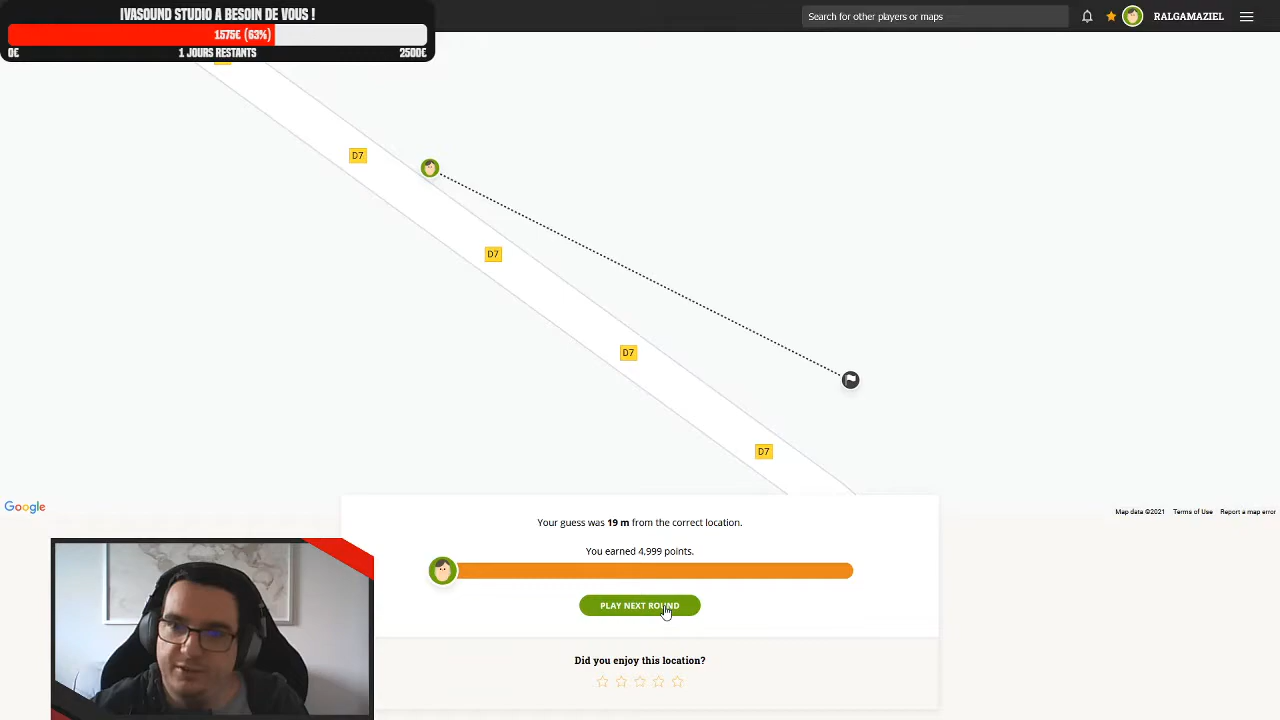 IVASOUND STUDIO A BESOIN DE VOUS !
1575€ (63%)
0€
1 JOURS RESTANTS
2500€
Search for other players or maps
RALGAMAZIEL
D7
D7
D7
D7
Google
Map data ©2021
Terms of Use
Report a map error
Your guess was 19 m from the correct location.
You earned 4,999 points.
PLAY NEXT ROUND
Did you enjoy this location?